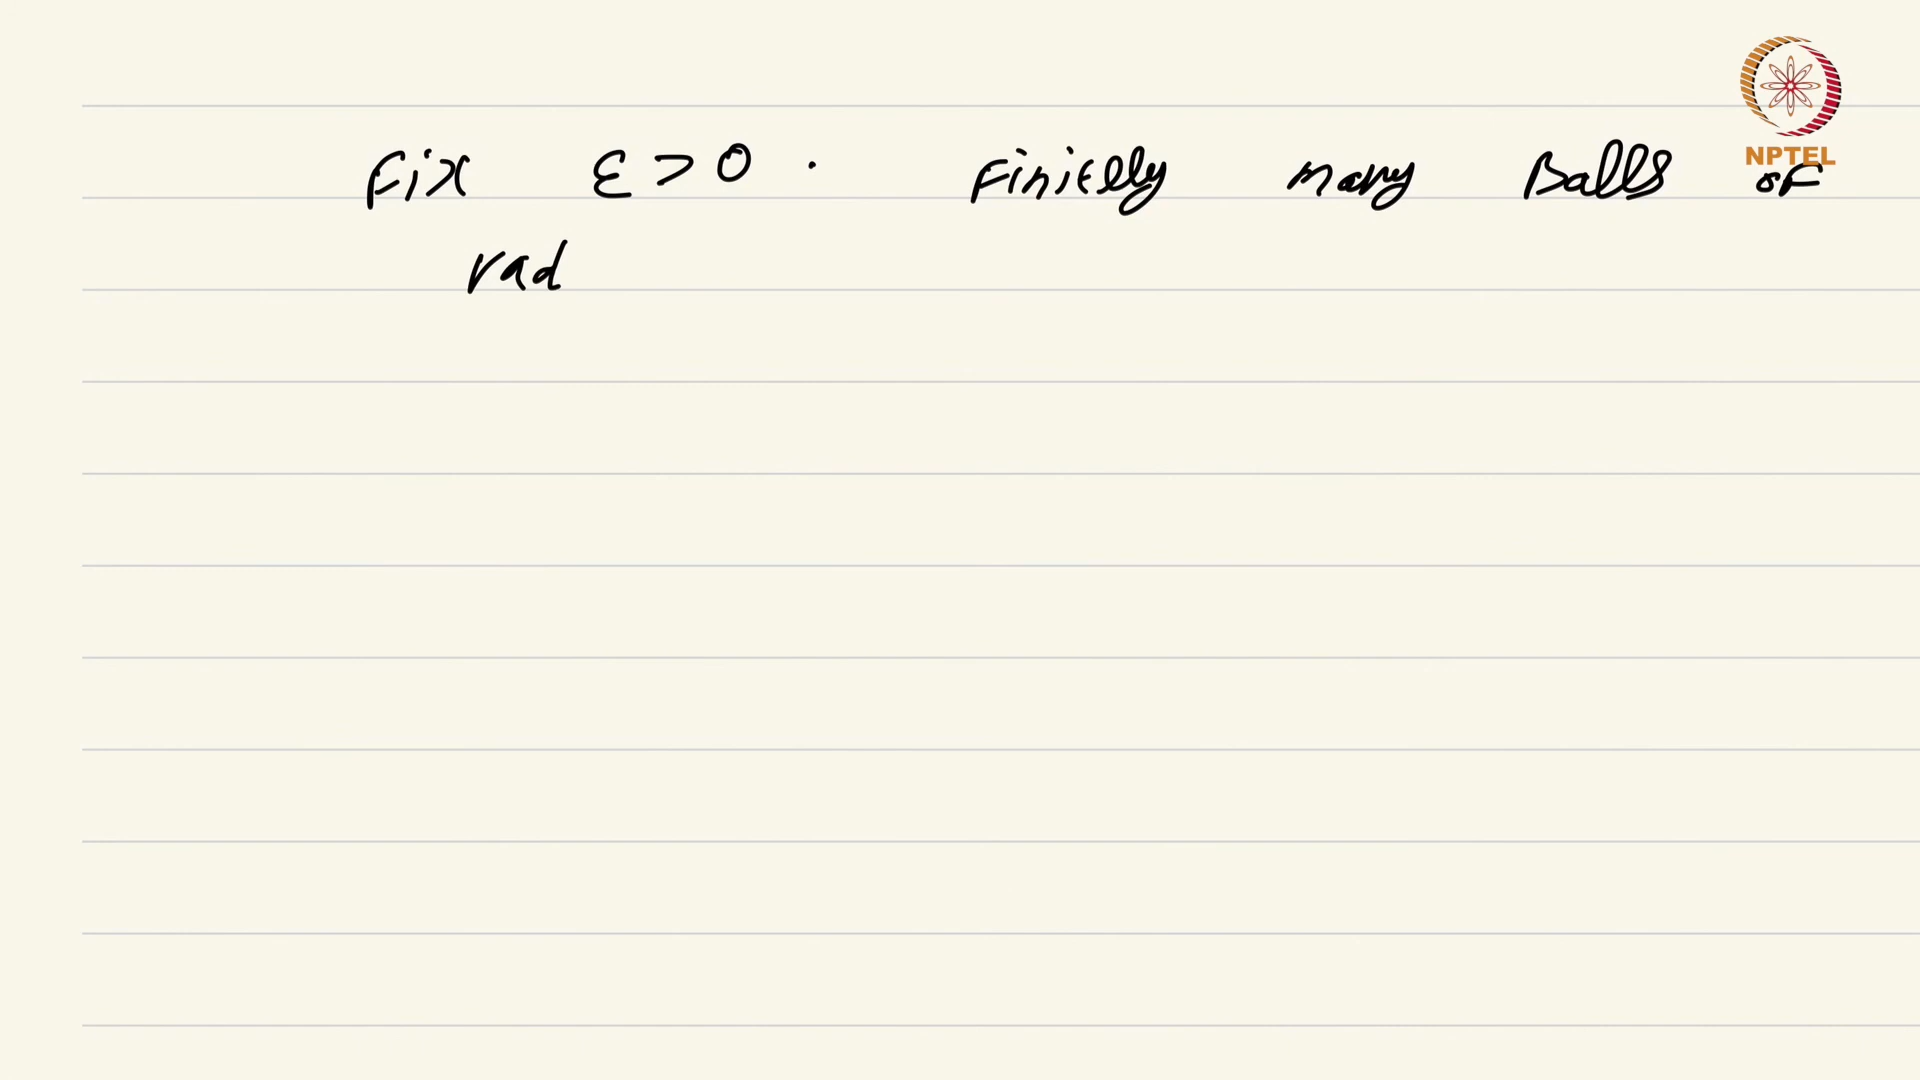 NPTEL
Fix ε > 0 . Finitely many Balls of
rad